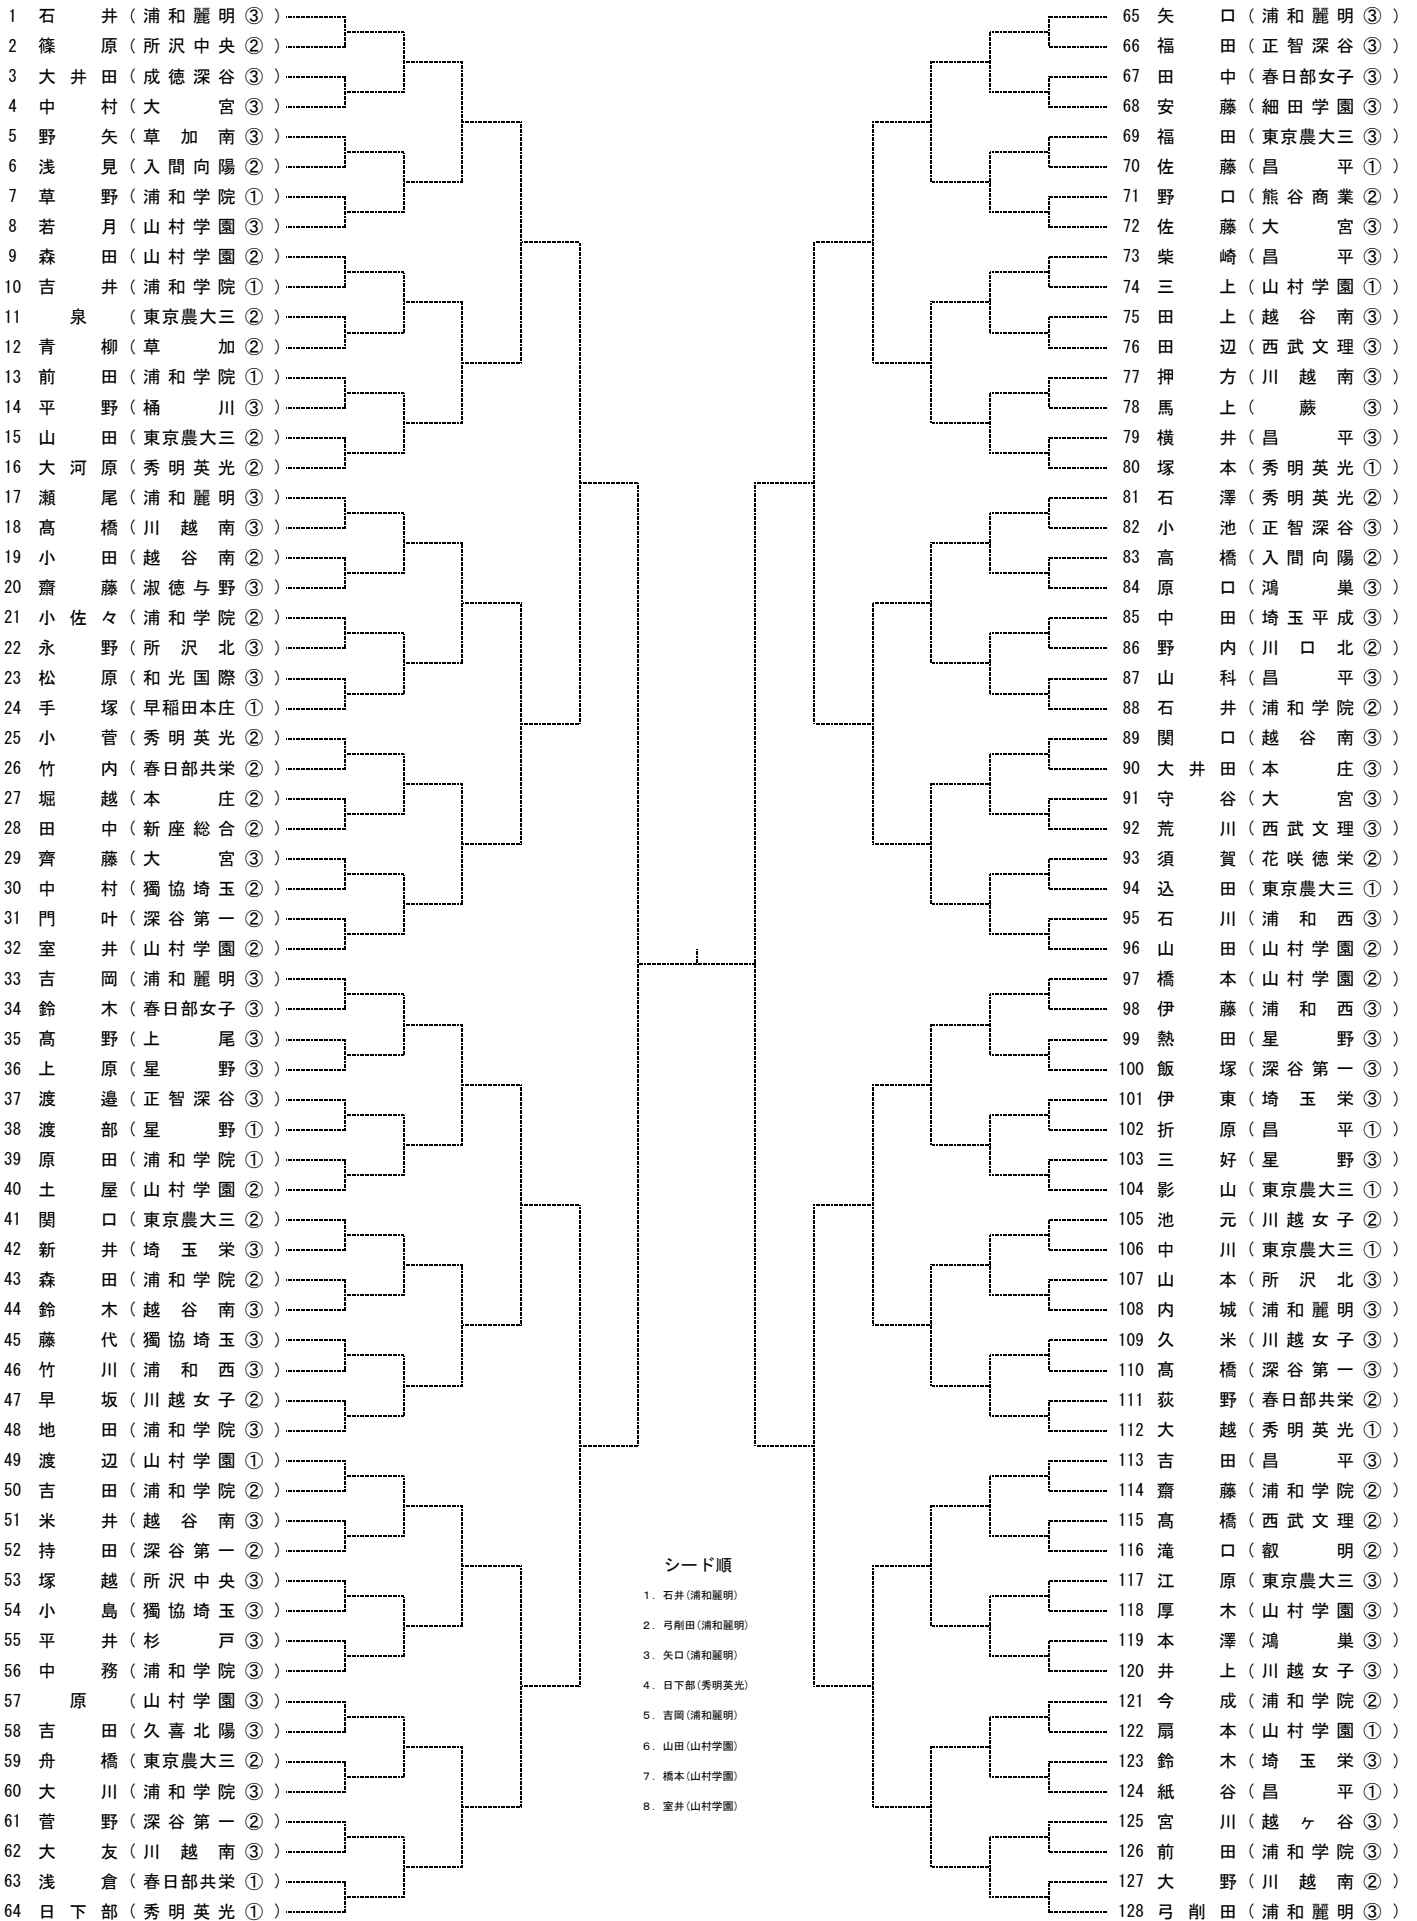 1 石井(浦和麗明③)
2 篠原(所沢中央②)
3 大井田(成徳深谷③)
4 中村(大宮③)
5 野矢(草加南③)
6 浅見(入間向陽②)
7 草野(浦和学院①)
8 若月(山村学園③)
9 森田(山村学園②)
10 吉井(浦和学院①)
11 泉(東京農大三②)
12 青柳(草加②)
13 前田(浦和学院①)
14 平野(桶川③)
15 山田(東京農大三②)
16 大河原(秀明英光②)
17 瀬尾(浦和麗明③)
18 髙橋(川越南③)
19 小田(越谷南②)
20 齋藤(淑徳与野③)
21 小佐々(浦和学院②)
22 永野(所沢北③)
23 松原(和光国際③)
24 手塚(早稲田本庄①)
25 小菅(秀明英光②)
26 竹内(春日部共栄②)
27 堀越(本庄②)
28 田中(新座総合②)
29 齊藤(大宮③)
30 中村(獨協埼玉②)
31 門叶(深谷第一②)
32 室井(山村学園②)
33 吉岡(浦和麗明③)
34 鈴木(春日部女子③)
35 髙野(上尾③)
36 上原(星野③)
37 渡邉(正智深谷③)
38 渡部(星野①)
39 原田(浦和学院①)
40 土屋(山村学園②)
41 関口(東京農大三②)
42 新井(埼玉栄③)
43 森田(浦和学院②)
44 鈴木(越谷南③)
45 藤代(獨協埼玉③)
46 竹川(浦和西③)
47 早坂(川越女子②)
48 地田(浦和学院③)
49 渡辺(山村学園①)
50 吉田(浦和学院②)
51 米井(越谷南③)
52 持田(深谷第一②)
53 塚越(所沢中央③)
54 小島(獨協埼玉③)
55 平井(杉戸③)
56 中務(浦和学院③)
57 原(山村学園③)
58 吉田(久喜北陽③)
59 舟橋(東京農大三②)
60 大川(浦和学院③)
61 菅野(深谷第一②)
62 大友(川越南③)
63 浅倉(春日部共栄①)
64 日下部(秀明英光①)
シード順
1. 石井(浦和麗明)
2. 弓削田(浦和麗明)
3. 矢口(浦和麗明)
4. 日下部(秀明英光)
5. 吉岡(浦和麗明)
6. 山田(山村学園)
7. 橋本(山村学園)
8. 室井(山村学園)
65 矢口(浦和麗明③)
66 福田(正智深谷③)
67 田中(春日部女子③)
68 安藤(細田学園③)
69 福田(東京農大三③)
70 佐藤(昌平①)
71 野口(熊谷商業②)
72 佐藤(大宮③)
73 柴崎(昌平③)
74 三上(山村学園①)
75 田上(越谷南③)
76 田辺(西武文理③)
77 押方(川越南③)
78 馬上(蕨③)
79 横井(昌平③)
80 塚本(秀明英光①)
81 石澤(秀明英光②)
82 小池(正智深谷③)
83 高橋(入間向陽②)
84 原口(鴻巣③)
85 中田(埼玉平成③)
86 野内(川口北②)
87 山科(昌平③)
88 石井(浦和学院②)
89 関口(越谷南③)
90 大井田(本庄③)
91 守谷(大宮③)
92 荒川(西武文理③)
93 須賀(花咲徳栄②)
94 込田(東京農大三①)
95 石川(浦和西③)
96 山田(山村学園②)
97 橋本(山村学園②)
98 伊藤(浦和西③)
99 熱田(星野③)
100 飯塚(深谷第一③)
101 伊東(埼玉栄③)
102 折原(昌平①)
103 三好(星野③)
104 影山(東京農大三①)
105 池元(川越女子②)
106 中川(東京農大三①)
107 山本(所沢北③)
108 内城(浦和麗明③)
109 久米(川越女子③)
110 髙橋(深谷第一③)
111 荻野(春日部共栄②)
112 大越(秀明英光①)
113 吉田(昌平③)
114 齋藤(浦和学院②)
115 髙橋(西武文理②)
116 滝口(叡明②)
117 江原(東京農大三③)
118 厚木(山村学園③)
119 本澤(鴻巣③)
120 井上(川越女子③)
121 今成(浦和学院②)
122 扇本(山村学園①)
123 鈴木(埼玉栄③)
124 紙谷(昌平①)
125 宮川(越ヶ谷③)
126 前田(浦和学院③)
127 大野(川越南②)
128 弓削田(浦和麗明③)